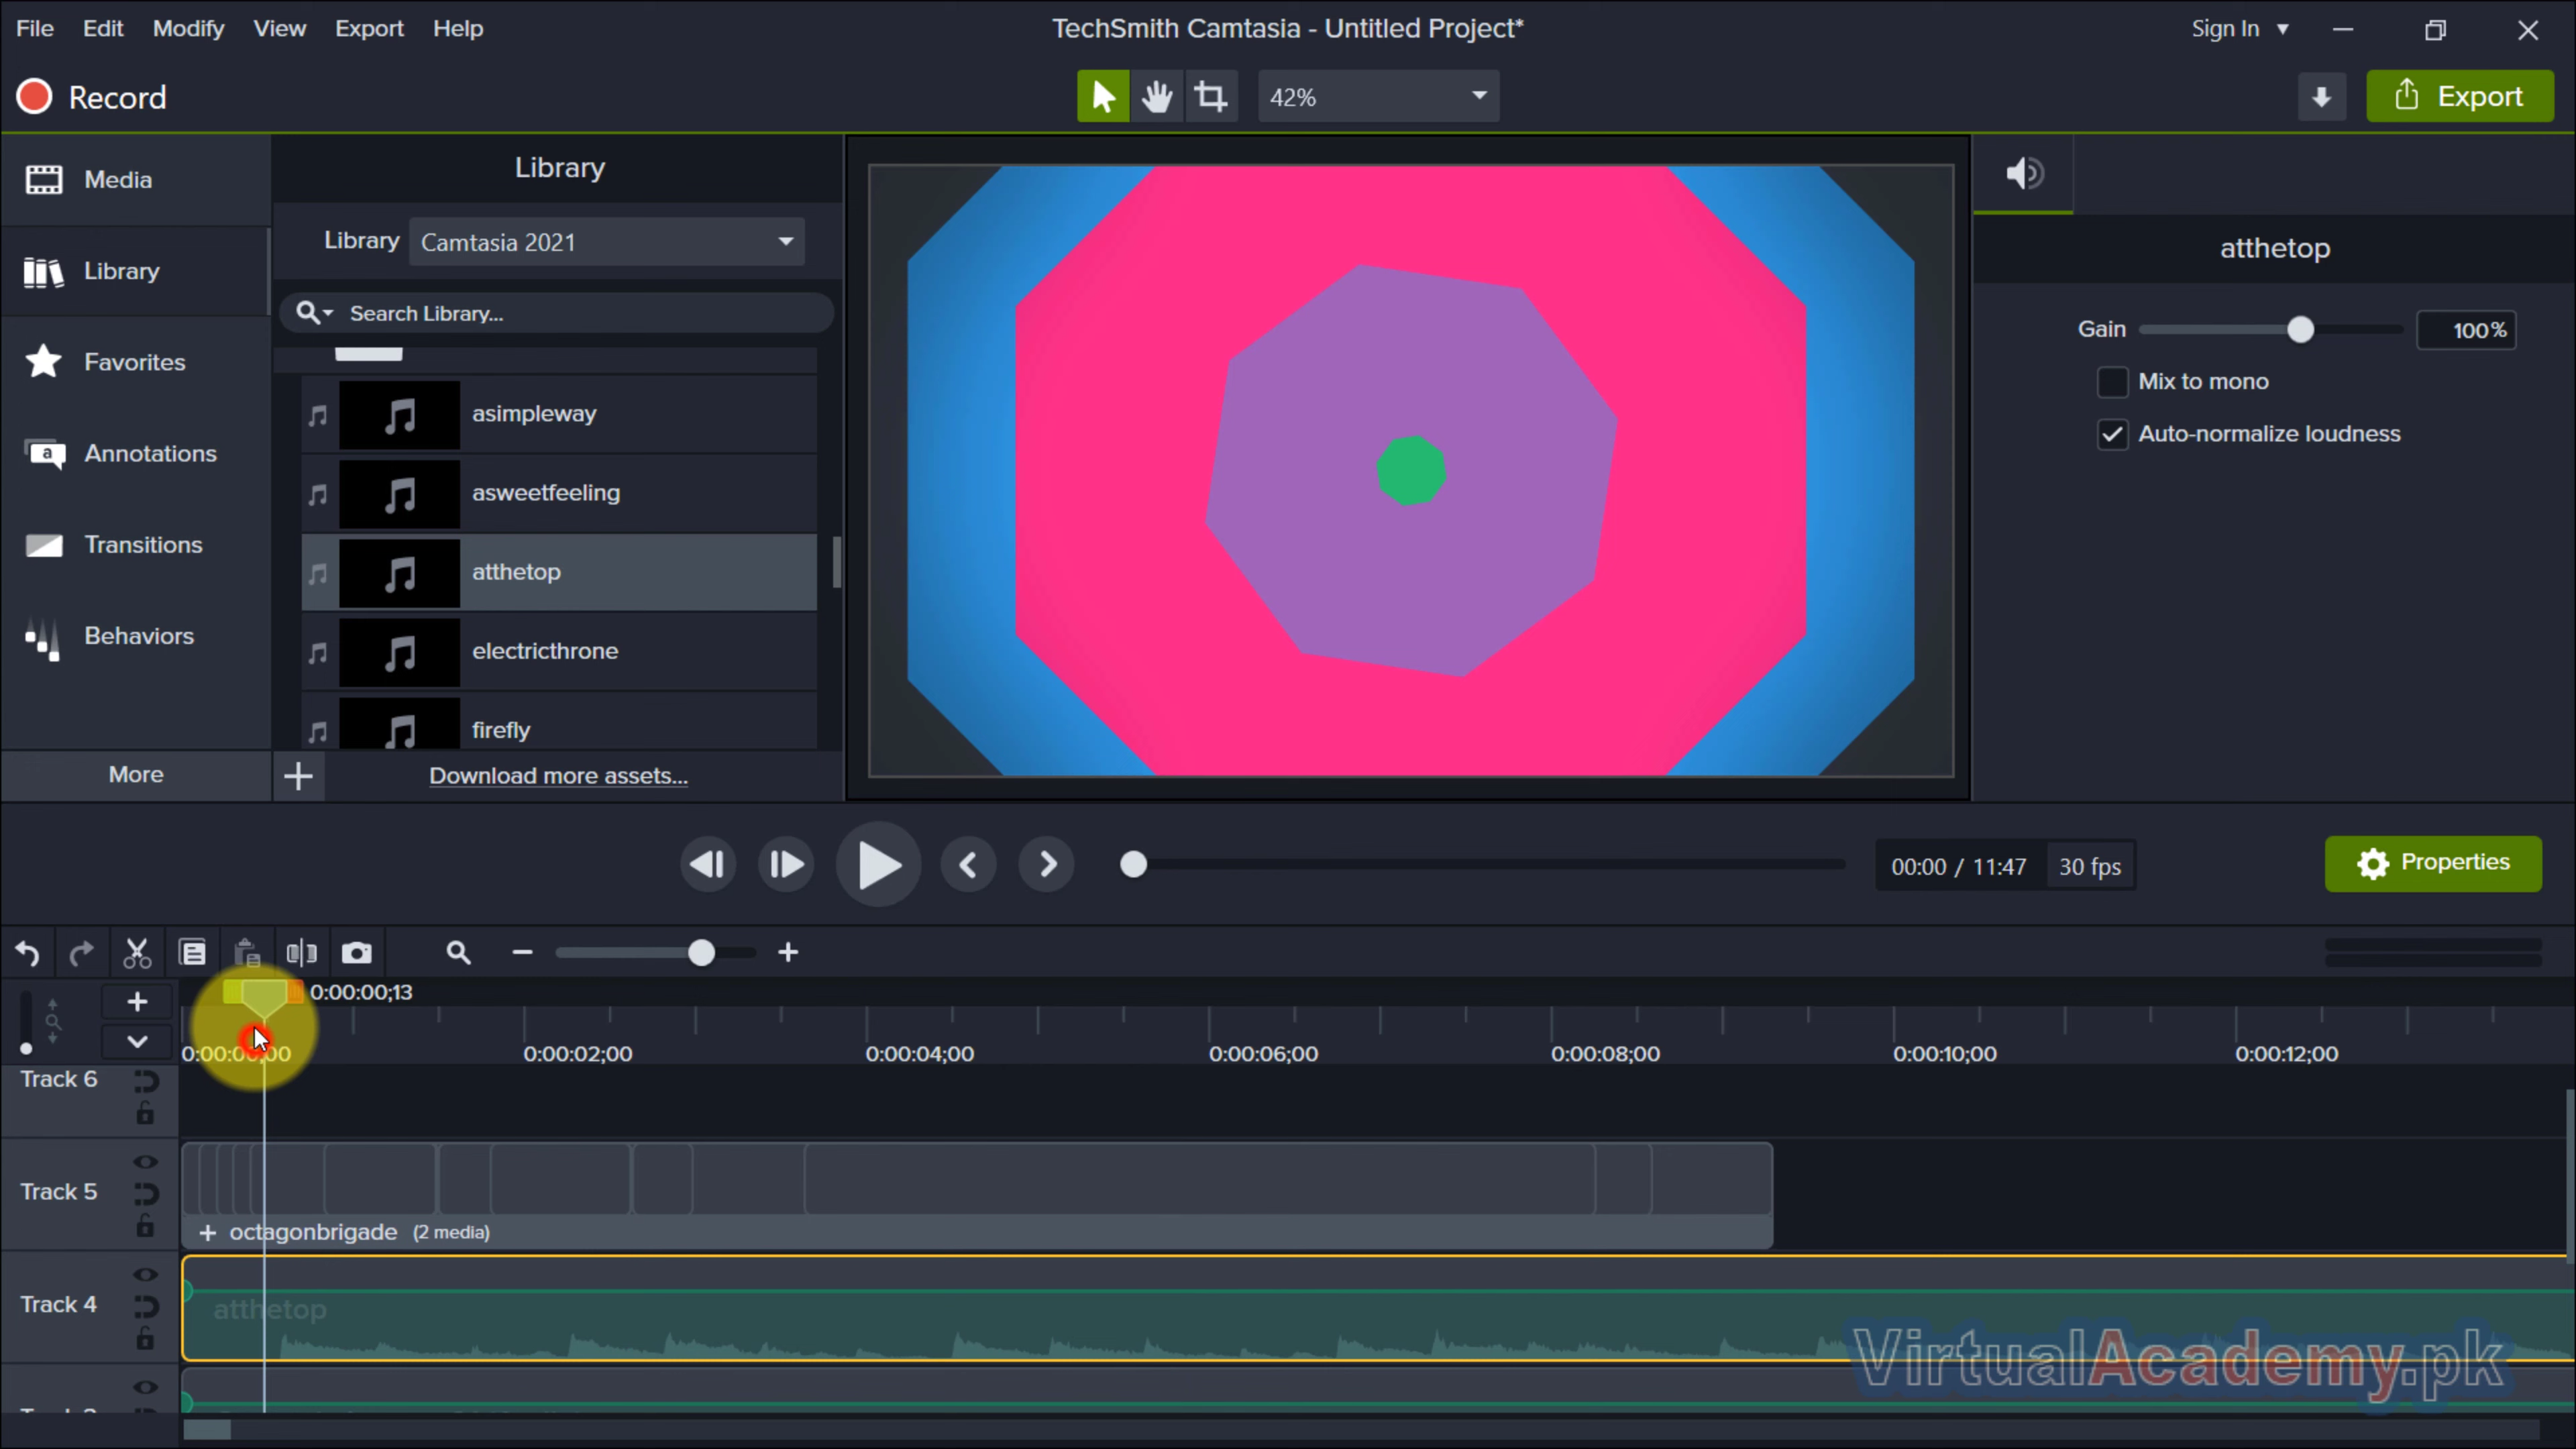 File Edit Modify View Export Help
TechSmith Camtasia - Untitled Project*
Sign In
Record
42%
Export
Media
Library
Favorites
Annotations
Transitions
Behaviors
More
Library
Library Camtasia 2021
Search Library...
asimpleway
asweetfeeling
atthetop
electricthrone
firefly
Download more assets...
atthetop
Gain 100%
Mix to mono
Auto-normalize loudness
00:00 / 11:47 30 fps
Properties
0:00:00;13
0:00:00;00 0:00:02;00 0:00:04;00 0:00:06;00 0:00:08;00 0:00:10;00 0:00:12;00
Track 6
Track 5
+ octagonbrigade (2 media)
Track 4
atthetop
VirtualAcademy.pk